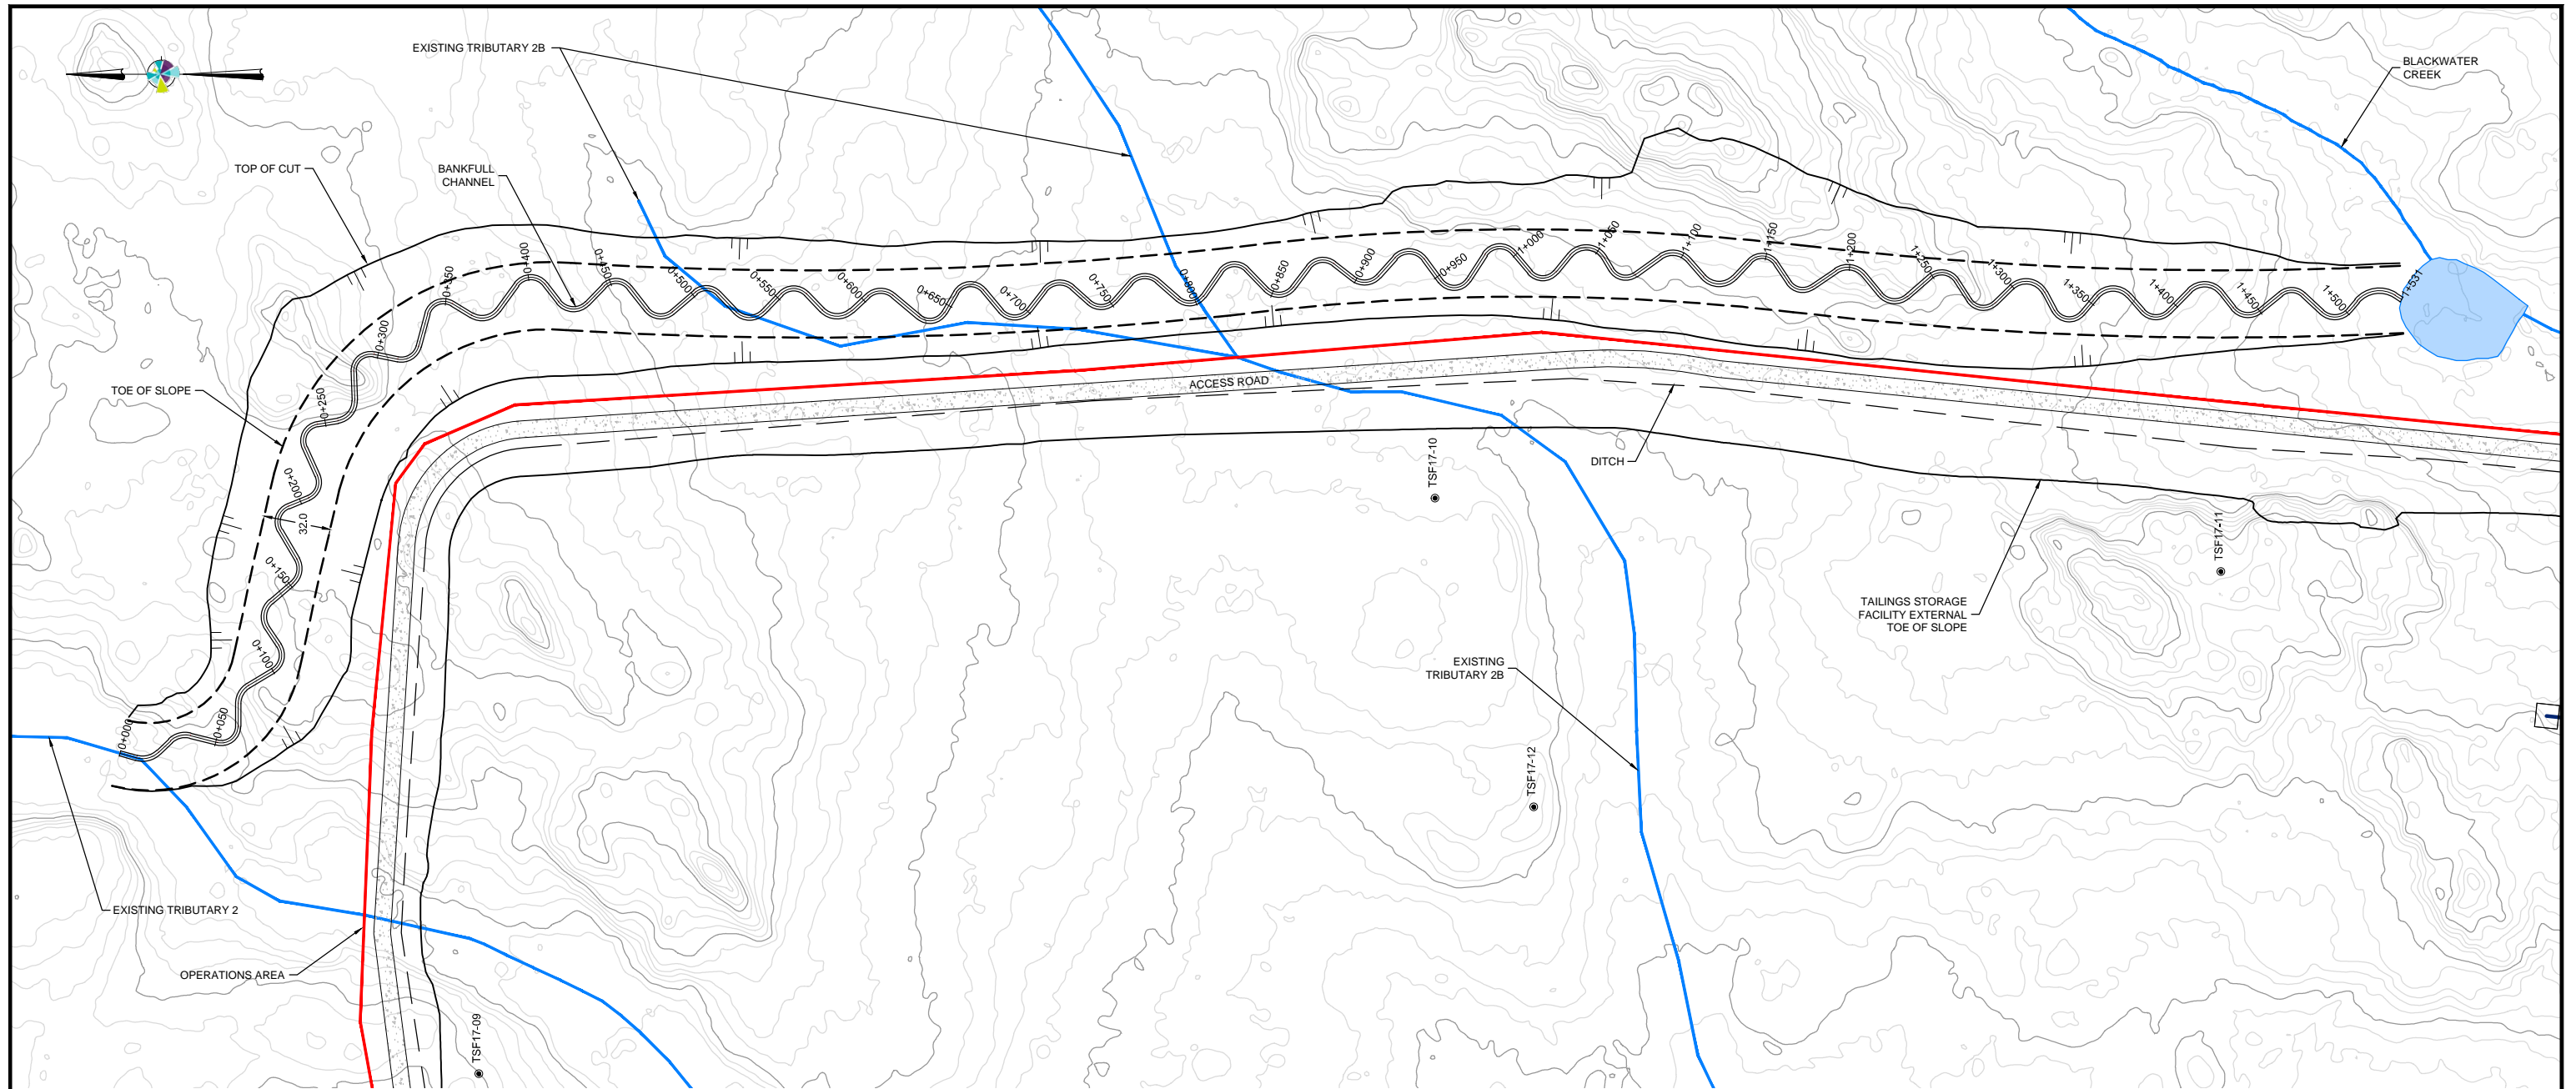 EXISTING TRIBUTARY 2B
BLACKWATER
CREEK
TOP OF CUT
BANKFULL
CHANNEL
TOE OF SLOPE
32.0
ACCESS ROAD
DITCH
TAILINGS STORAGE
FACILITY EXTERNAL
TOE OF SLOPE
EXISTING
TRIBUTARY 2B
EXISTING TRIBUTARY 2
OPERATIONS AREA
TSF17-10
TSF17-11
TSF17-12
TSF17-09
0+000
0+050
0+100
0+150
0+200
0+250
0+300
0+350
0+400
0+450
0+500
0+550
0+600
0+650
0+700
0+750
0+800
0+850
0+900
0+950
1+000
1+050
1+100
1+150
1+200
1+250
1+300
1+350
1+400
1+450
1+500
1+531